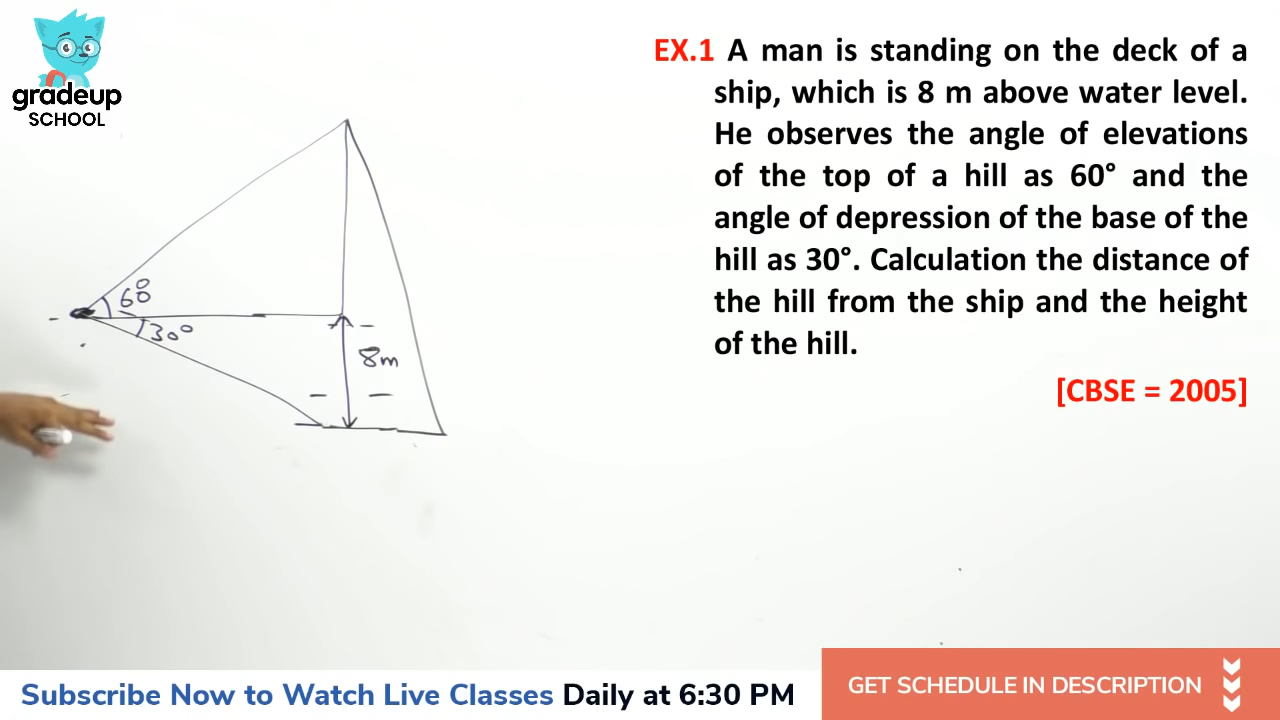 gradeup
SCHOOL
EX.1 A man is standing on the deck of a
ship, which is 8 m above water level.
He observes the angle of elevations
of the top of a hill as 60° and the
angle of depression of the base of the
hill as 30°. Calculation the distance of
the hill from the ship and the height
of the hill.
[CBSE = 2005]
60
30°
8m
Subscribe Now to Watch Live Classes Daily at 6:30 PM
GET SCHEDULE IN DESCRIPTION